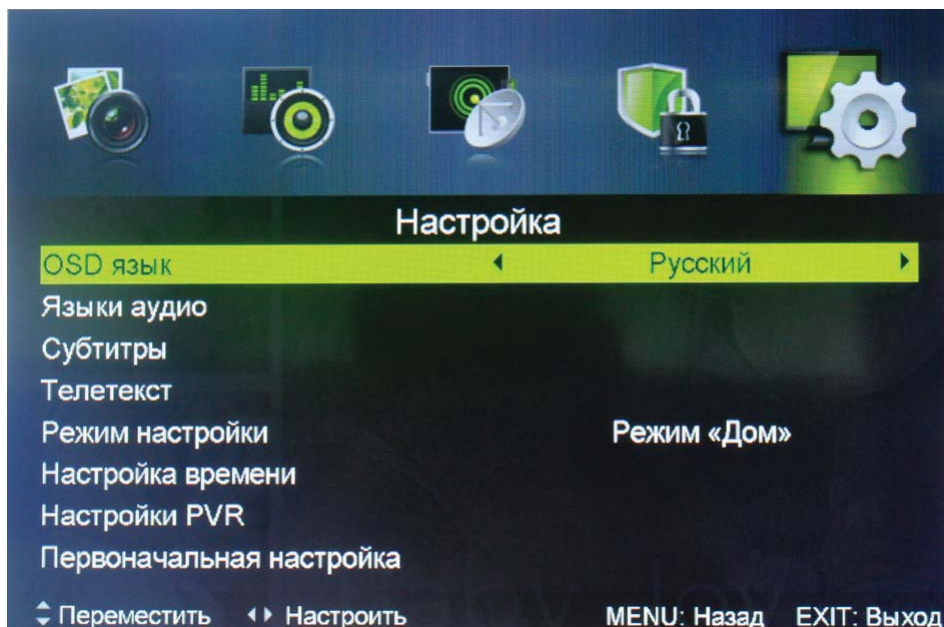 Настройка
OSD язык Русский
Языки аудио
Субтитры
Телетекст
Режим настройки Режим «Дом»
Настройка времени
Настройки PVR
Первоначальная настройка
Переместить Настроить MENU: Назад EXIT: Выход